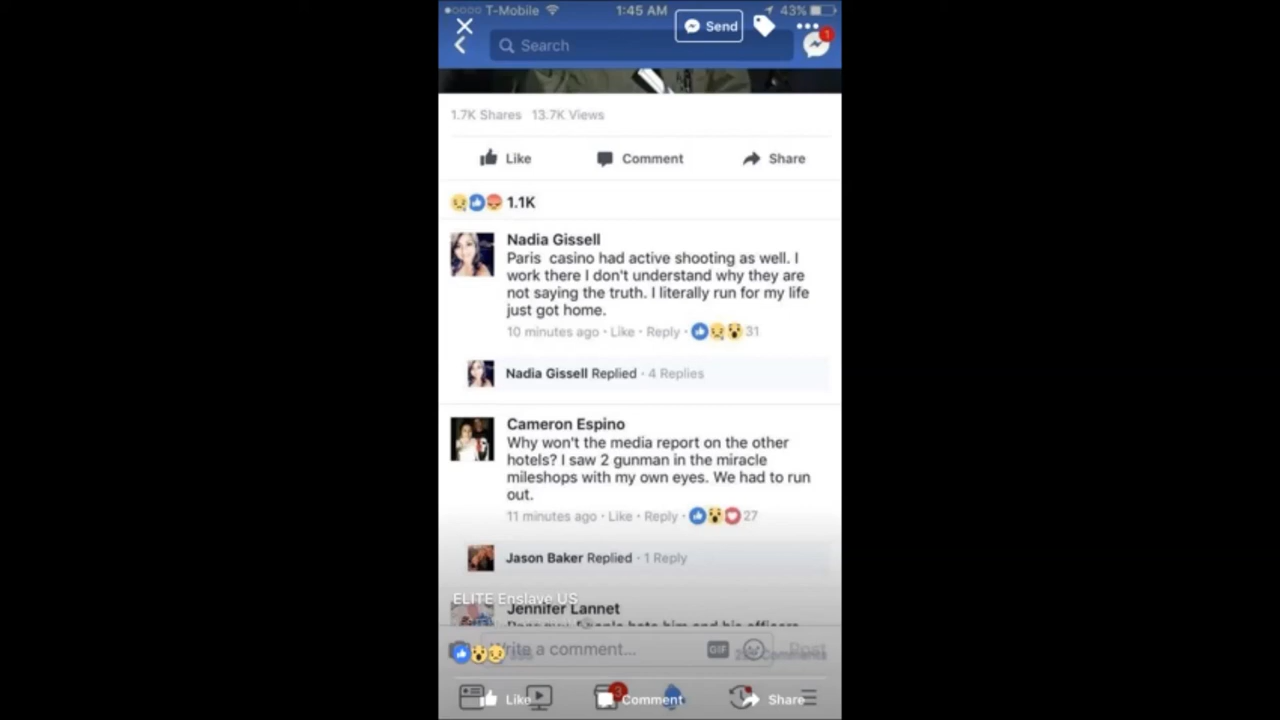 T-Mobile 1:45 AM 43%
Send
Search
1
1.7K Shares 13.7K Views
Like Comment Share
1.1K
Nadia Gissell
Paris casino had active shooting as well. I
work there I don't understand why they are
not saying the truth. I literally run for my life
just got home.
10 minutes ago · Like · Reply · 31
Nadia Gissell Replied · 4 Replies
Cameron Espino
Why won't the media report on the other
hotels? I saw 2 gunman in the miracle
mileshops with my own eyes. We had to run
out.
11 minutes ago · Like · Reply · 27
Jason Baker Replied · 1 Reply
ELITE Enslave US
Jennifer Lannet
Write a comment... GIF Post
Comments
3
Like Comment Share